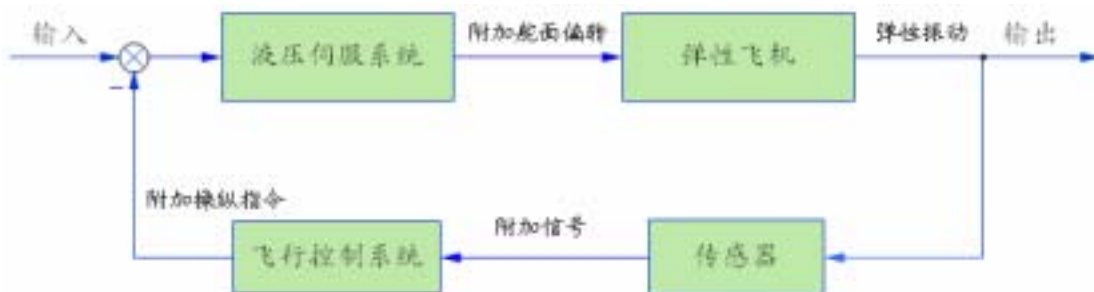 输入
液压伺服系统
附加舵面偏转
弹性飞机
弹性振动
输出
－
附加操纵指令
飞行控制系统
附加信号
传感器